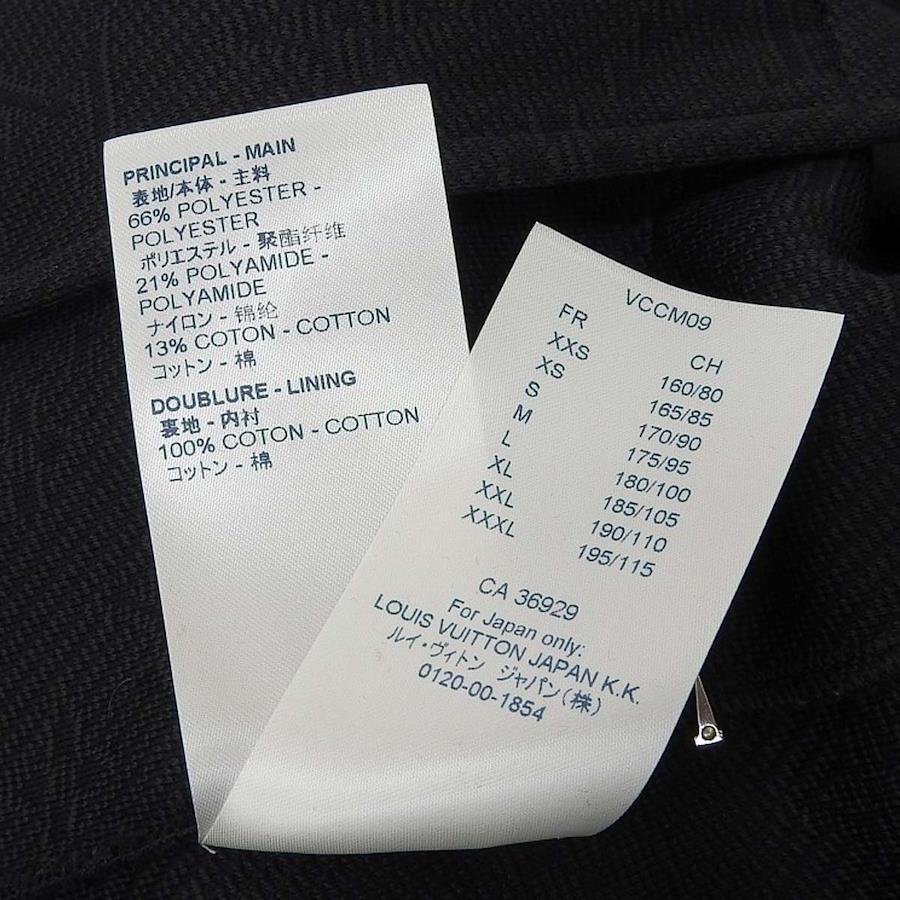 PRINCIPAL - MAIN
表地/本体 - 主料
66% POLYESTER -
POLYESTER
ポリエステル - 聚酯纤维
21% POLYAMIDE -
POLYAMIDE
ナイロン - 锦纶
13% COTON - COTTON
コットン - 棉
DOUBLURE - LINING
裏地 - 内衬
100% COTON - COTTON
コットン - 棉
VCCM09
FR CH
XXS 160/80
XS 165/85
S 170/90
M 175/95
L 180/100
XL 185/105
XXL 190/110
XXXL 195/115
CA 36929
For Japan only:
LOUIS VUITTON JAPAN K.K.
ルイ・ヴィトン ジャパン(株)
0120-00-1854